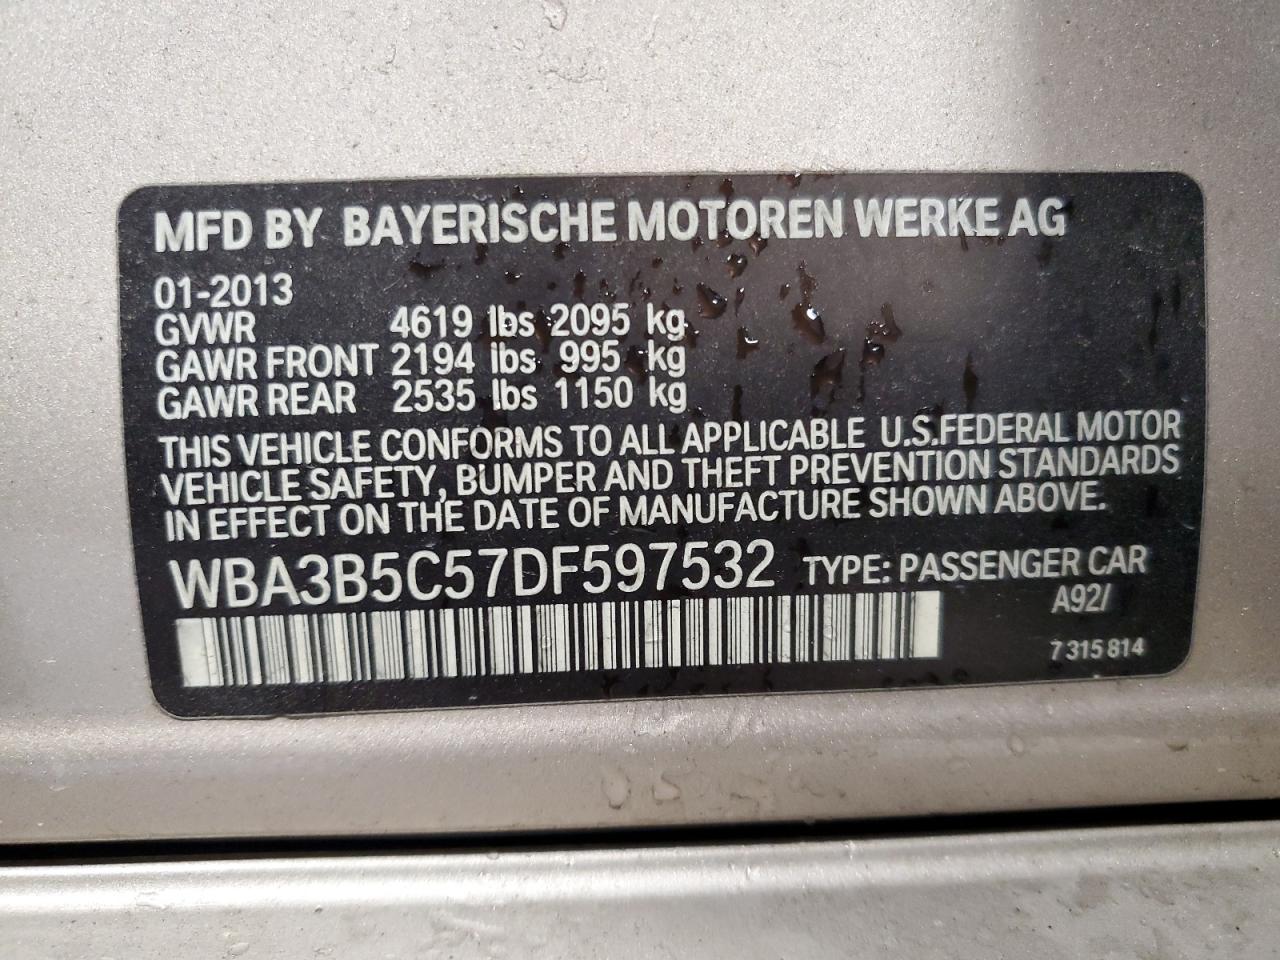 MFD BY BAYERISCHE MOTOREN WERKE AG
01-2013
GVWR 4619 lbs 2095 kg
GAWR FRONT 2194 lbs 995 kg
GAWR REAR 2535 lbs 1150 kg
THIS VEHICLE CONFORMS TO ALL APPLICABLE U.S.FEDERAL MOTOR
VEHICLE SAFETY, BUMPER AND THEFT PREVENTION STANDARDS
IN EFFECT ON THE DATE OF MANUFACTURE SHOWN ABOVE.
WBA3B5C57DF597532 TYPE: PASSENGER CAR
A92/
7 315 814